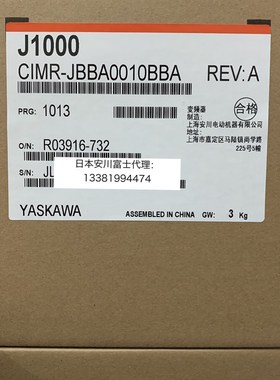 J1000
CIMR-JBBA0010BBA REV: A
PRG: 1013
变频器
制造:
上海安川电动机器有限公司
上海市嘉定区马陆镇尚学路
225号5幢
合格
O/N: R03916-732
日本安川富士代理:
13381994474
S/N: JL
YASKAWA ASSEMBLED IN CHINA GW: 3 Kg